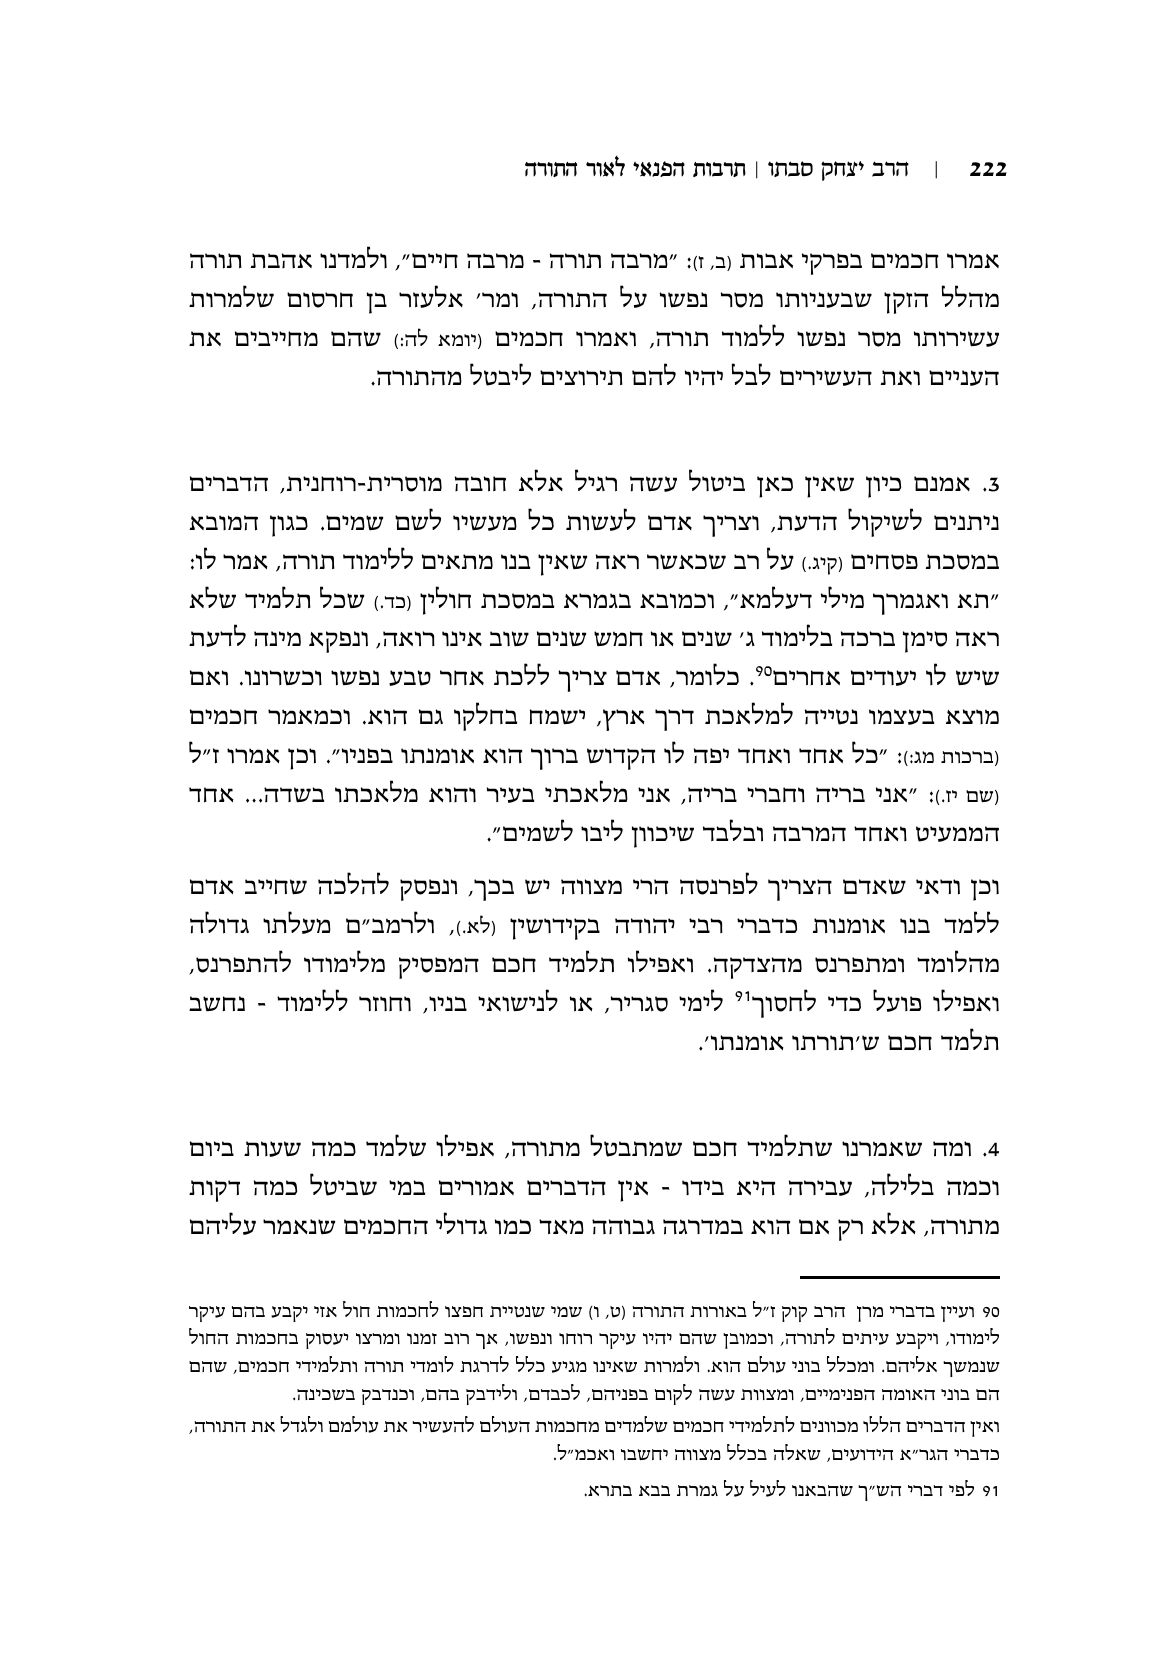 222 | הרב יצחק סבתו | תרבות הפנאי לאור התורה
אמרו חכמים בפרקי אבות (ב, ז): ״מרבה תורה - מרבה חיים״, ולמדנו אהבת תורה
מהלל הזקן שבעניותו מסר נפשו על התורה, ומר׳ אלעזר בן חרסום שלמרות
עשירותו מסר נפשו ללמוד תורה, ואמרו חכמים (יומא לה:) שהם מחייבים את
העניים ואת העשירים לבל יהיו להם תירוצים ליבטל מהתורה.
3. אמנם כיון שאין כאן ביטול עשה רגיל אלא חובה מוסרית-רוחנית, הדברים
ניתנים לשיקול הדעת, וצריך אדם לעשות כל מעשיו לשם שמים. כגון המובא
במסכת פסחים (קיג.) על רב שכאשר ראה שאין בנו מתאים ללימוד תורה, אמר לו:
״תא ואגמרך מילי דעלמא״, וכמובא בגמרא במסכת חולין (כד.) שכל תלמיד שלא
ראה סימן ברכה בלימוד ג׳ שנים או חמש שנים שוב אינו רואה, ונפקא מינה לדעת
שיש לו יעודים אחרים90. כלומר, אדם צריך ללכת אחר טבע נפשו וכשרונו. ואם
מוצא בעצמו נטייה למלאכת דרך ארץ, ישמח בחלקו גם הוא. וכמאמר חכמים
(ברכות מג:): ״כל אחד ואחד יפה לו הקדוש ברוך הוא אומנתו בפניו״. וכן אמרו ז״ל
(שם יז.): ״אני בריה וחברי בריה, אני מלאכתי בעיר והוא מלאכתו בשדה... אחד
הממעיט ואחד המרבה ובלבד שיכוון ליבו לשמים״.
וכן ודאי שאדם הצריך לפרנסה הרי מצווה יש בכך, ונפסק להלכה שחייב אדם
ללמד בנו אומנות כדברי רבי יהודה בקידושין (לא.), ולרמב״ם מעלתו גדולה
מהלומד ומתפרנס מהצדקה. ואפילו תלמיד חכם המפסיק מלימודו להתפרנס,
ואפילו פועל כדי לחסוך91 לימי סגריר, או לנישואי בניו, וחוזר ללימוד - נחשב
תלמד חכם ש׳תורתו אומנתו׳.
4. ומה שאמרנו שתלמיד חכם שמתבטל מתורה, אפילו שלמד כמה שעות ביום
וכמה בלילה, עבירה היא בידו - אין הדברים אמורים במי שביטל כמה דקות
מתורה, אלא רק אם הוא במדרגה גבוהה מאד כמו גדולי החכמים שנאמר עליהם
90 ועיין בדברי מרן הרב קוק ז״ל באורות התורה (ט, ו) שמי שנטיית חפצו לחכמות חול אזי יקבע בהם עיקר
לימודו, ויקבע עיתים לתורה, וכמובן שהם יהיו עיקר רוחו ונפשו, אך רוב זמנו ומרצו יעסוק בחכמות החול
שנמשך אליהם. ומכלל בוני עולם הוא. ולמרות שאינו מגיע כלל לדרגת לומדי תורה ותלמידי חכמים, שהם
הם בוני האומה הפנימיים, ומצוות עשה לקום בפניהם, לכבדם, ולידבק בהם, וכנדבק בשכינה.
ואין הדברים הללו מכוונים לתלמידי חכמים שלמדים מחכמות העולם להעשיר את עולמם ולגדל את התורה,
כדברי הגר״א הידועים, שאלה בכלל מצווה יחשבו ואכמ״ל.
91 לפי דברי הש״ך שהבאנו לעיל על גמרת בבא בתרא.